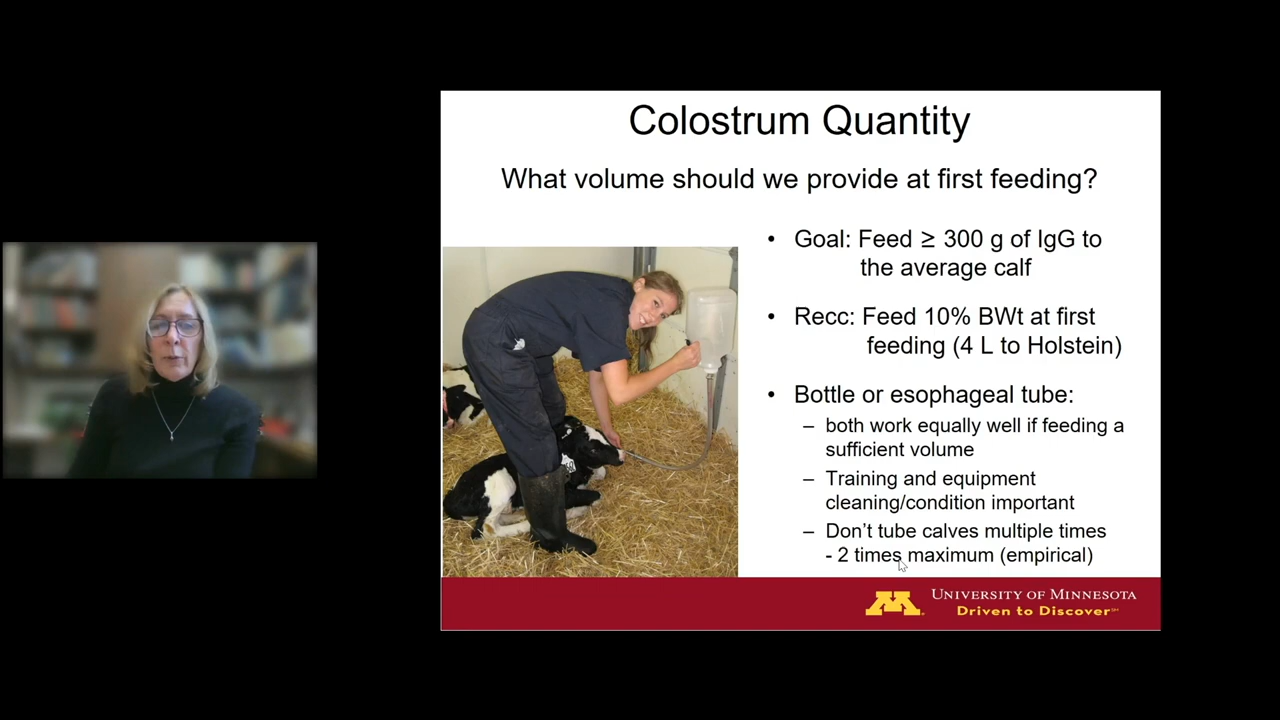 Colostrum Quantity
What volume should we provide at first feeding?
• Goal: Feed ≥ 300 g of IgG to
the average calf
• Recc: Feed 10% BWt at first
feeding (4 L to Holstein)
• Bottle or esophageal tube:
– both work equally well if feeding a
sufficient volume
– Training and equipment
cleaning/condition important
– Don't tube calves multiple times
- 2 times maximum (empirical)
University of Minnesota
Driven to Discover℠